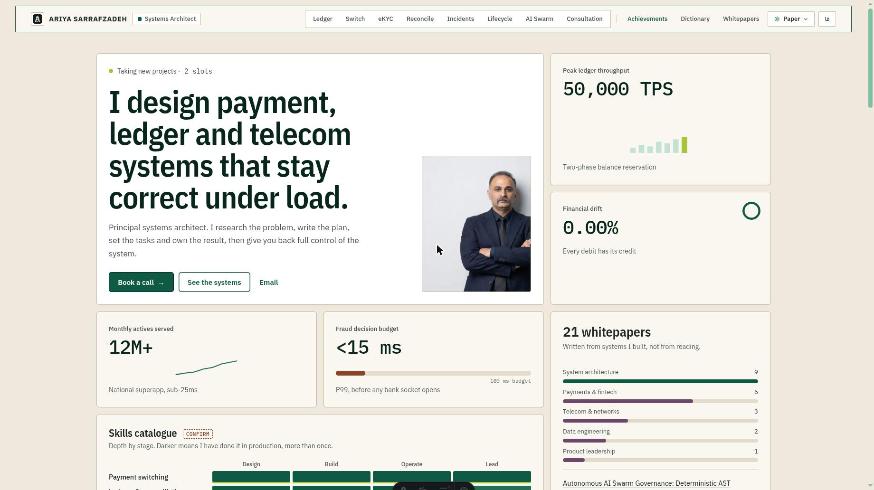 A ARIYA SARRAFZADEH Systems Architect Ledger Switch eKYC Reconcile Incidents Lifecycle AI Swarm Consultation Achievements Dictionary Whitepapers Paper
Taking new projects · 2 slots
I design payment,
ledger and telecom
systems that stay
correct under load.
Principal systems architect. I research the problem, write the plan,
set the tasks and own the result, then give you back full control of the
system.
Book a call → See the systems Email
Peak ledger throughput
50,000 TPS
Two-phase balance reservation
Financial drift
0.00%
Every debit has its credit
Monthly actives served
12M+
National superapp, sub-25ms
Fraud decision budget
<15 ms
100 ms budget
P99, before any bank socket opens
21 whitepapers
Written from systems I built, not from reading.
System architecture 9
Payments & fintech 6
Telecom & networks 3
Data engineering 2
Product leadership 1
Autonomous AI Swarm Governance: Deterministic AST
Skills catalogue CONFIRM
Depth by stage. Darker means I have done it in production, more than once.
Design Build Operate Lead
Payment switching